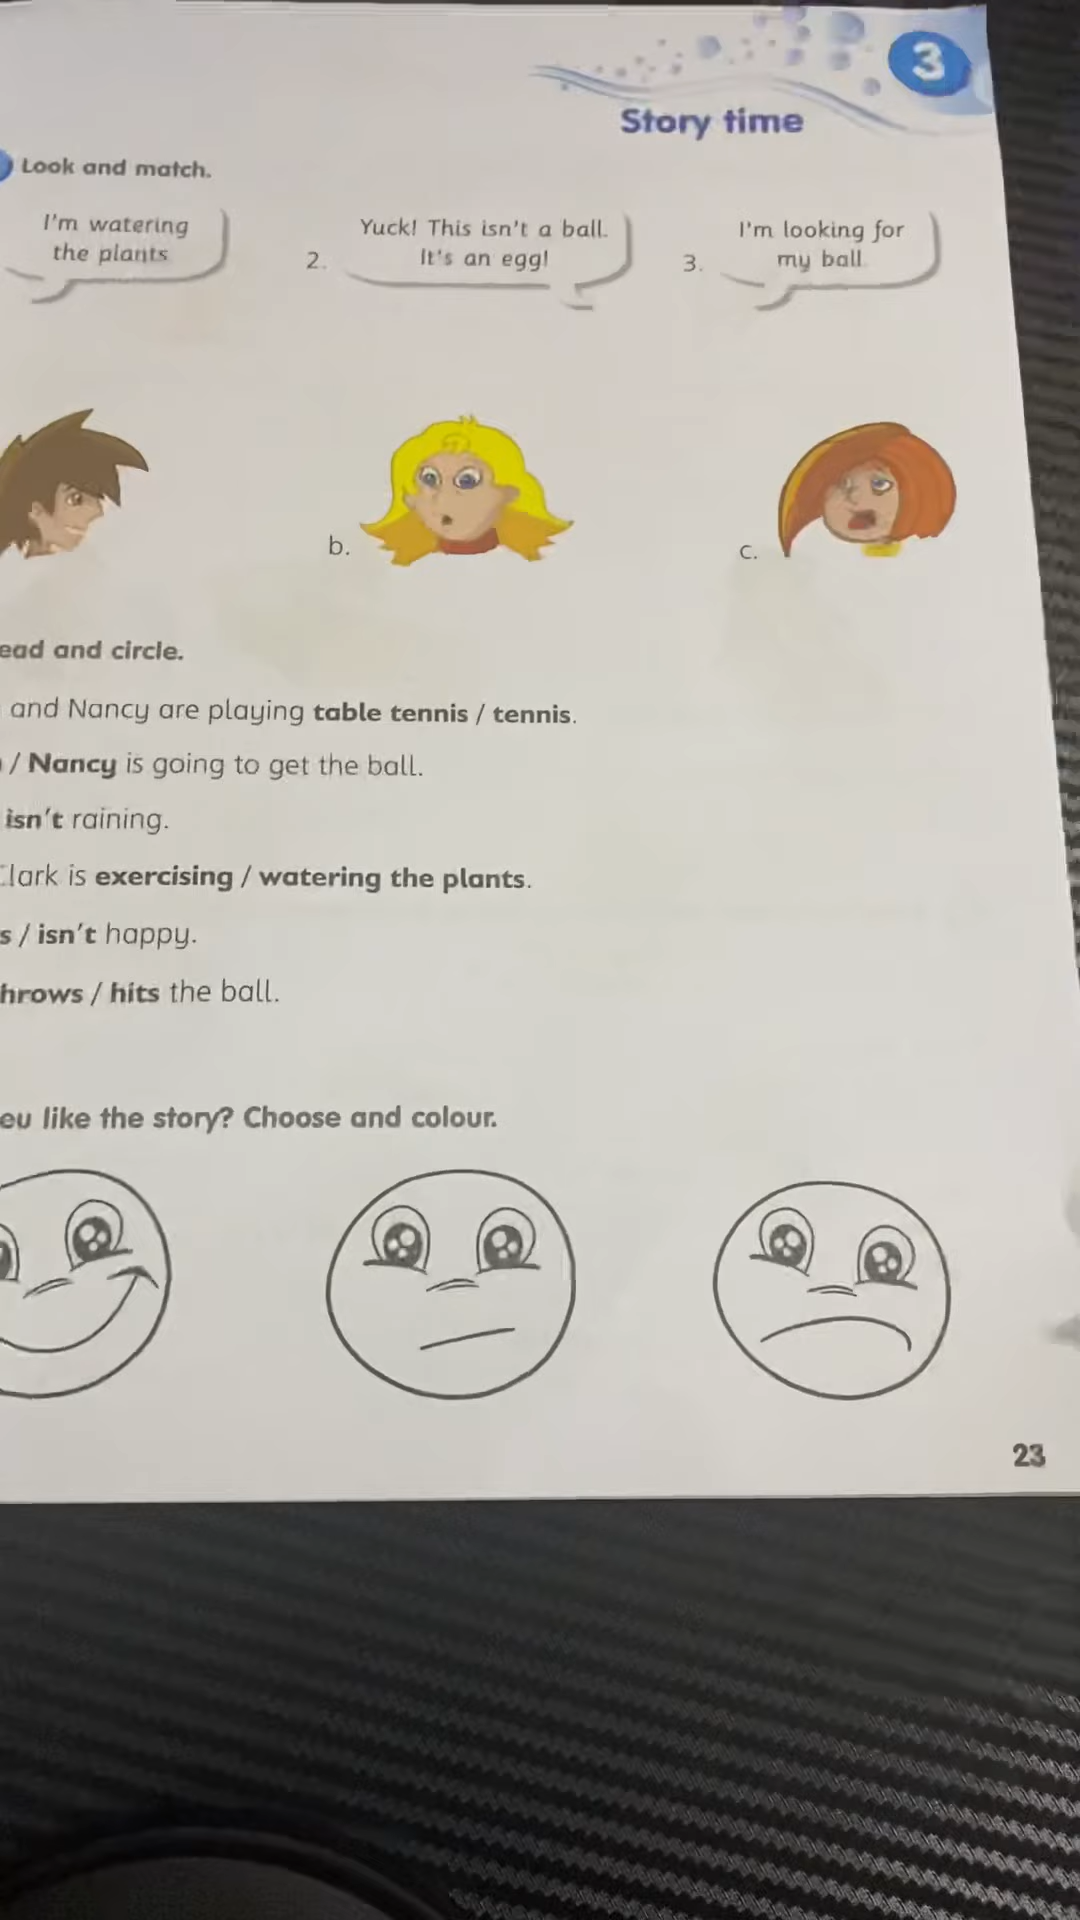 3
Story time
Look and match.
I'm watering
the plants
2. Yuck! This isn't a ball.
It's an egg!
3. I'm looking for
my ball.
b.
c.
and circle.
and Nancy are playing table tennis / tennis.
/ Nancy is going to get the ball.
isn't raining.
is exercising / watering the plants.
/ isn't happy.
/ hits the ball.
like the story? Choose and colour.
23